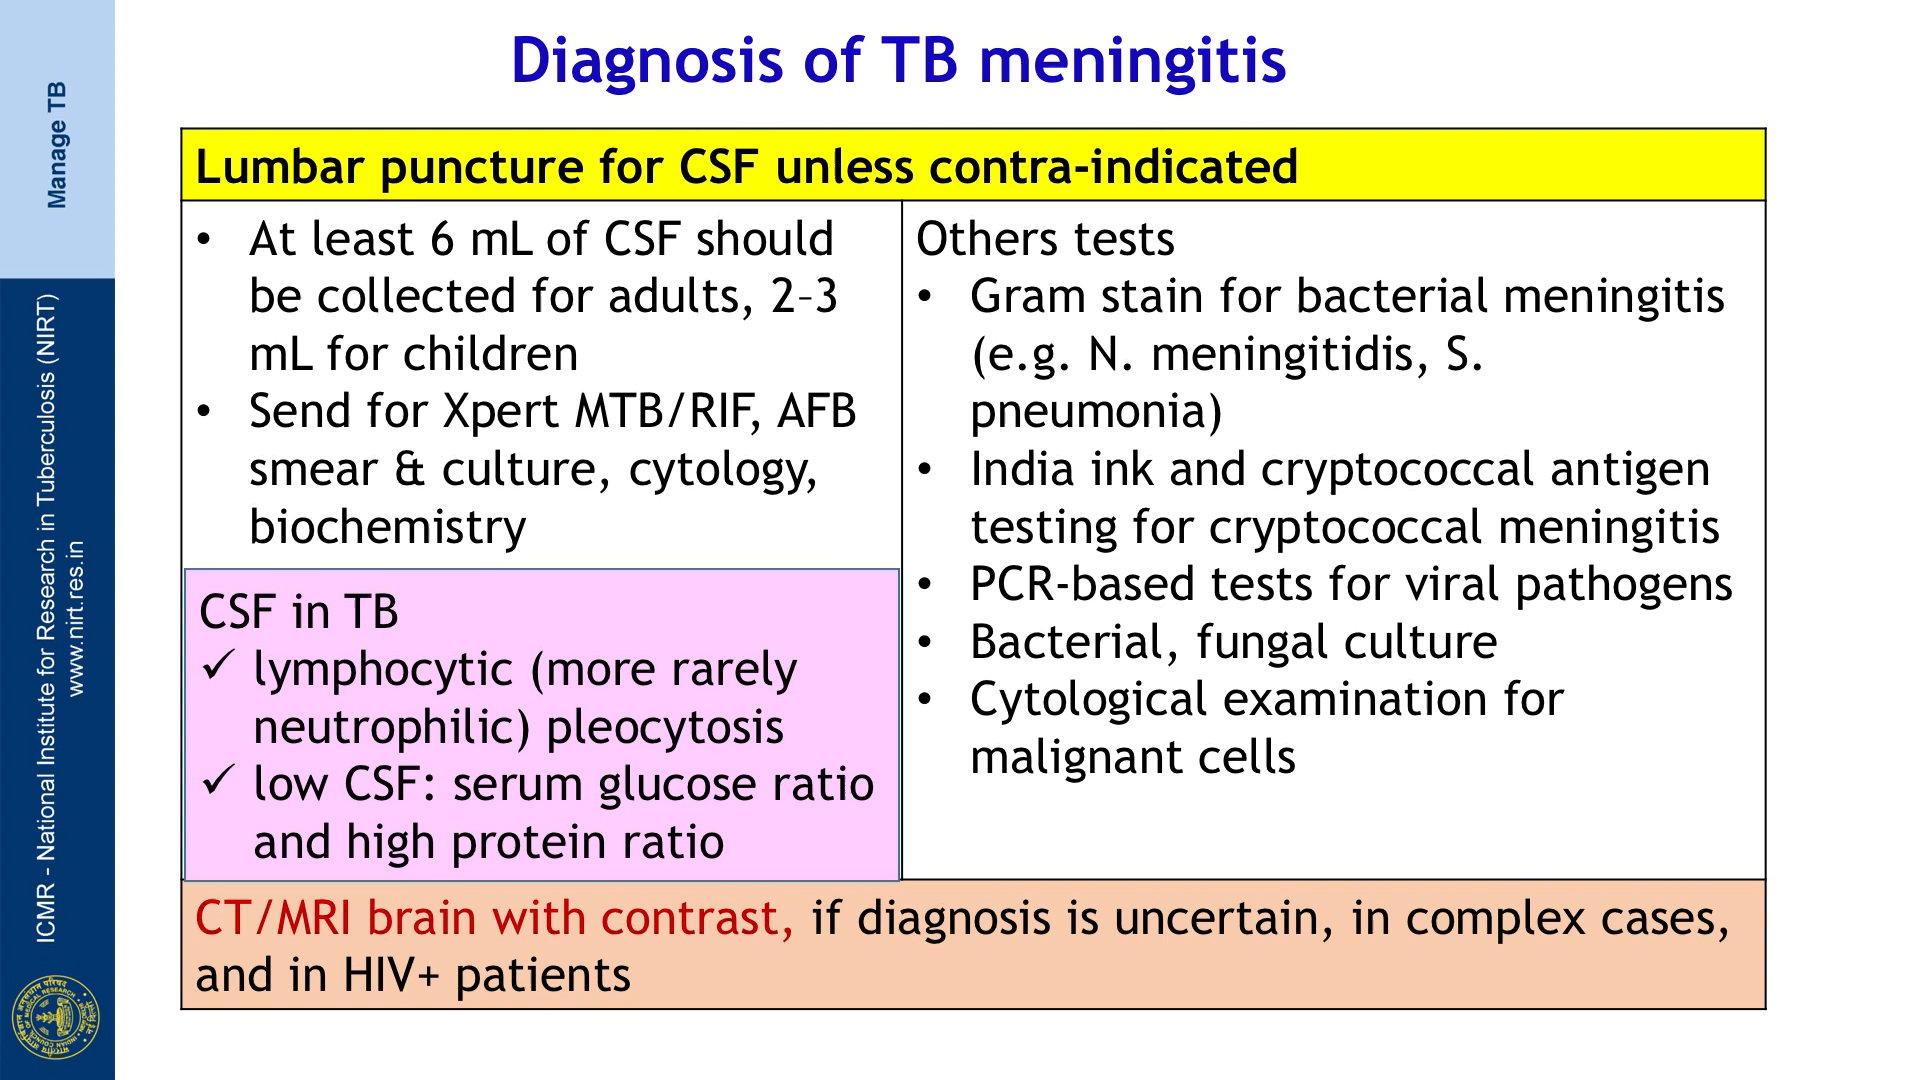 Diagnosis of TB meningitis
Manage TB
ICMR - National Institute for Research in Tuberculosis (NIRT)
www.nirt.res.in
Lumbar puncture for CSF unless contra-indicated
• At least 6 mL of CSF should
be collected for adults, 2–3
mL for children
• Send for Xpert MTB/RIF, AFB
smear & culture, cytology,
biochemistry
CSF in TB
✓ lymphocytic (more rarely
neutrophilic) pleocytosis
✓ low CSF: serum glucose ratio
and high protein ratio
Others tests
• Gram stain for bacterial meningitis
(e.g. N. meningitidis, S.
pneumonia)
• India ink and cryptococcal antigen
testing for cryptococcal meningitis
• PCR-based tests for viral pathogens
• Bacterial, fungal culture
• Cytological examination for
malignant cells
CT/MRI brain with contrast, if diagnosis is uncertain, in complex cases,
and in HIV+ patients